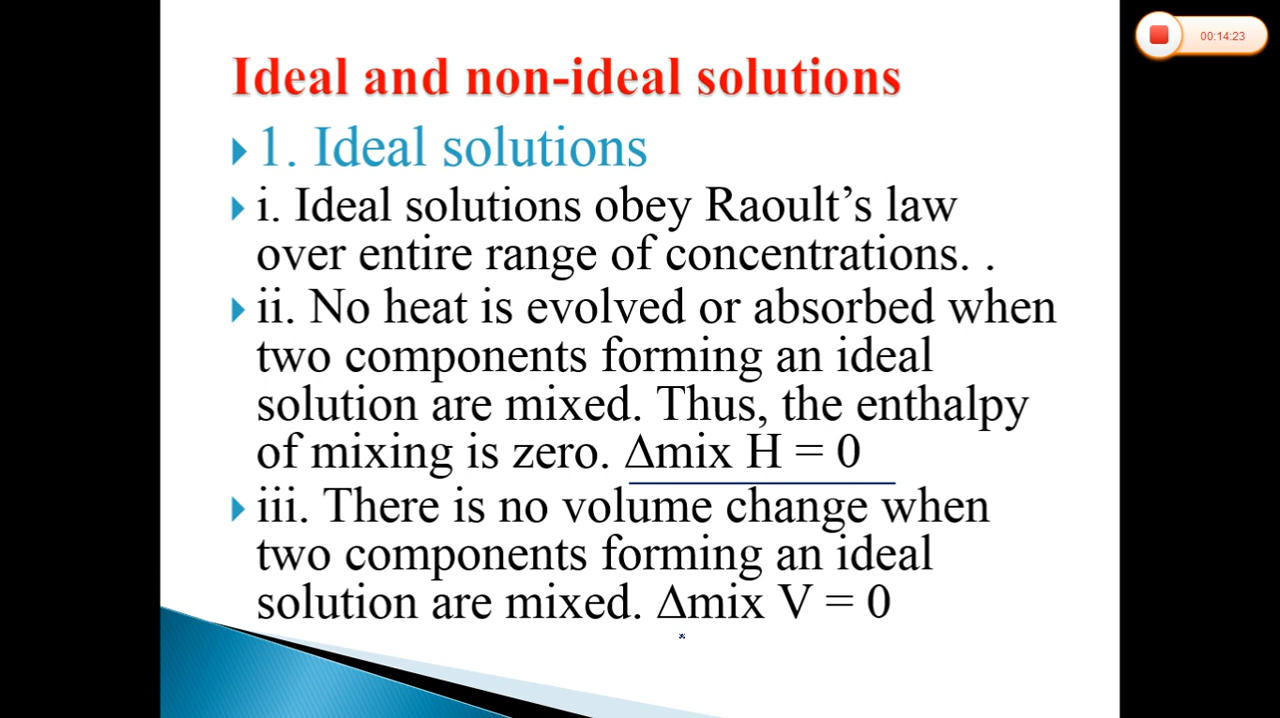 00:14:23
Ideal and non-ideal solutions
1. Ideal solutions
i. Ideal solutions obey Raoult’s law
over entire range of concentrations. .
ii. No heat is evolved or absorbed when
two components forming an ideal
solution are mixed. Thus, the enthalpy
of mixing is zero. Δmix H = 0
iii. There is no volume change when
two components forming an ideal
solution are mixed. Δmix V = 0